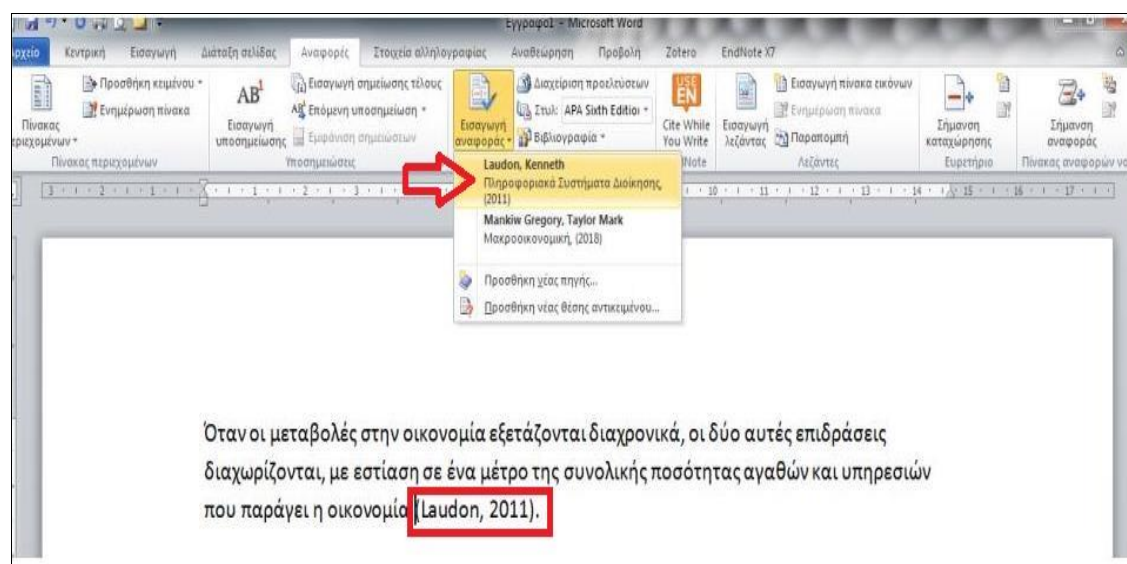 Έγγραφο1 - Microsoft Word
Αρχείο Κεντρική Εισαγωγή Διάταξη σελίδας Αναφορές Στοιχεία αλληλογραφίας Αναθεώρηση Προβολή Zotero EndNote X7
Προσθήκη κειμένου
Ενημέρωση πίνακα
Πίνακας
περιεχομένων
Πίνακας περιεχομένων
AB1
Εισαγωγή
υποσημείωσης
Εισαγωγή σημείωσης τέλους
Επόμενη υποσημείωση
Εμφάνιση σημειώσεων
Υποσημειώσεις
Εισαγωγή
αναφοράς
Διαχείριση προελεύσεων
Στυλ: APA Sixth Edition
Βιβλιογραφία
Cite While
You Write
Εισαγωγή
λεζάντας
Εισαγωγή πίνακα εικόνων
Ενημέρωση πίνακα
Παραπομπή
Λεζάντες
Σήμανση
καταχώρησης
Ευρετήριο
Σήμανση
αναφοράς
Πίνακας αναφορών
Laudon, Kenneth
Πληροφοριακά Συστήματα Διοίκησης,
(2011)
Mankiw Gregory, Taylor Mark
Μακροοικονομική, (2018)
Προσθήκη νέας πηγής...
Προσθήκη νέας θέσης αντικειμένου...
Όταν οι μεταβολές στην οικονομία εξετάζονται διαχρονικά, οι δύο αυτές επιδράσεις
διαχωρίζονται, με εστίαση σε ένα μέτρο της συνολικής ποσότητας αγαθών και υπηρεσιών
που παράγει η οικονομία (Laudon, 2011).